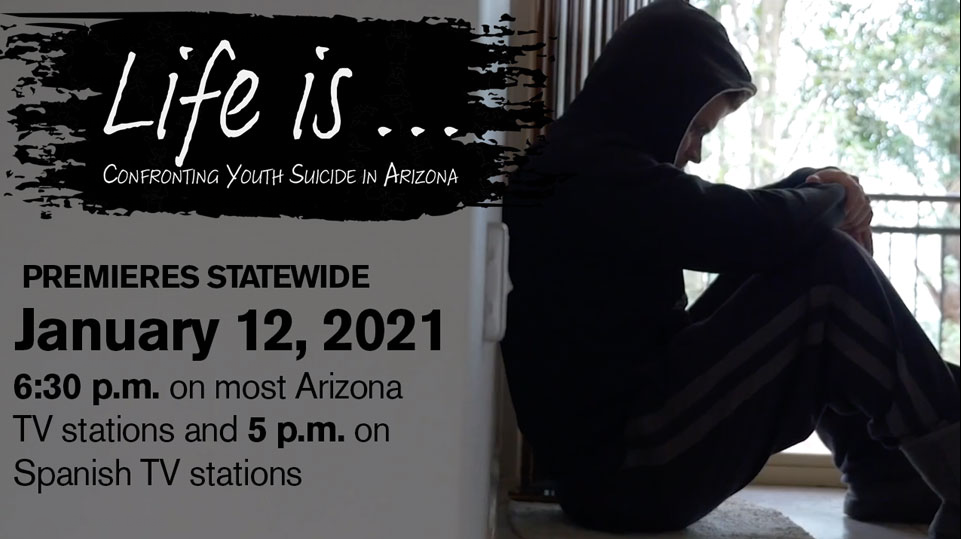 Life is ...
Confronting Youth Suicide in Arizona
PREMIERES STATEWIDE
January 12, 2021
6:30 p.m. on most Arizona
TV stations and 5 p.m. on
Spanish TV stations